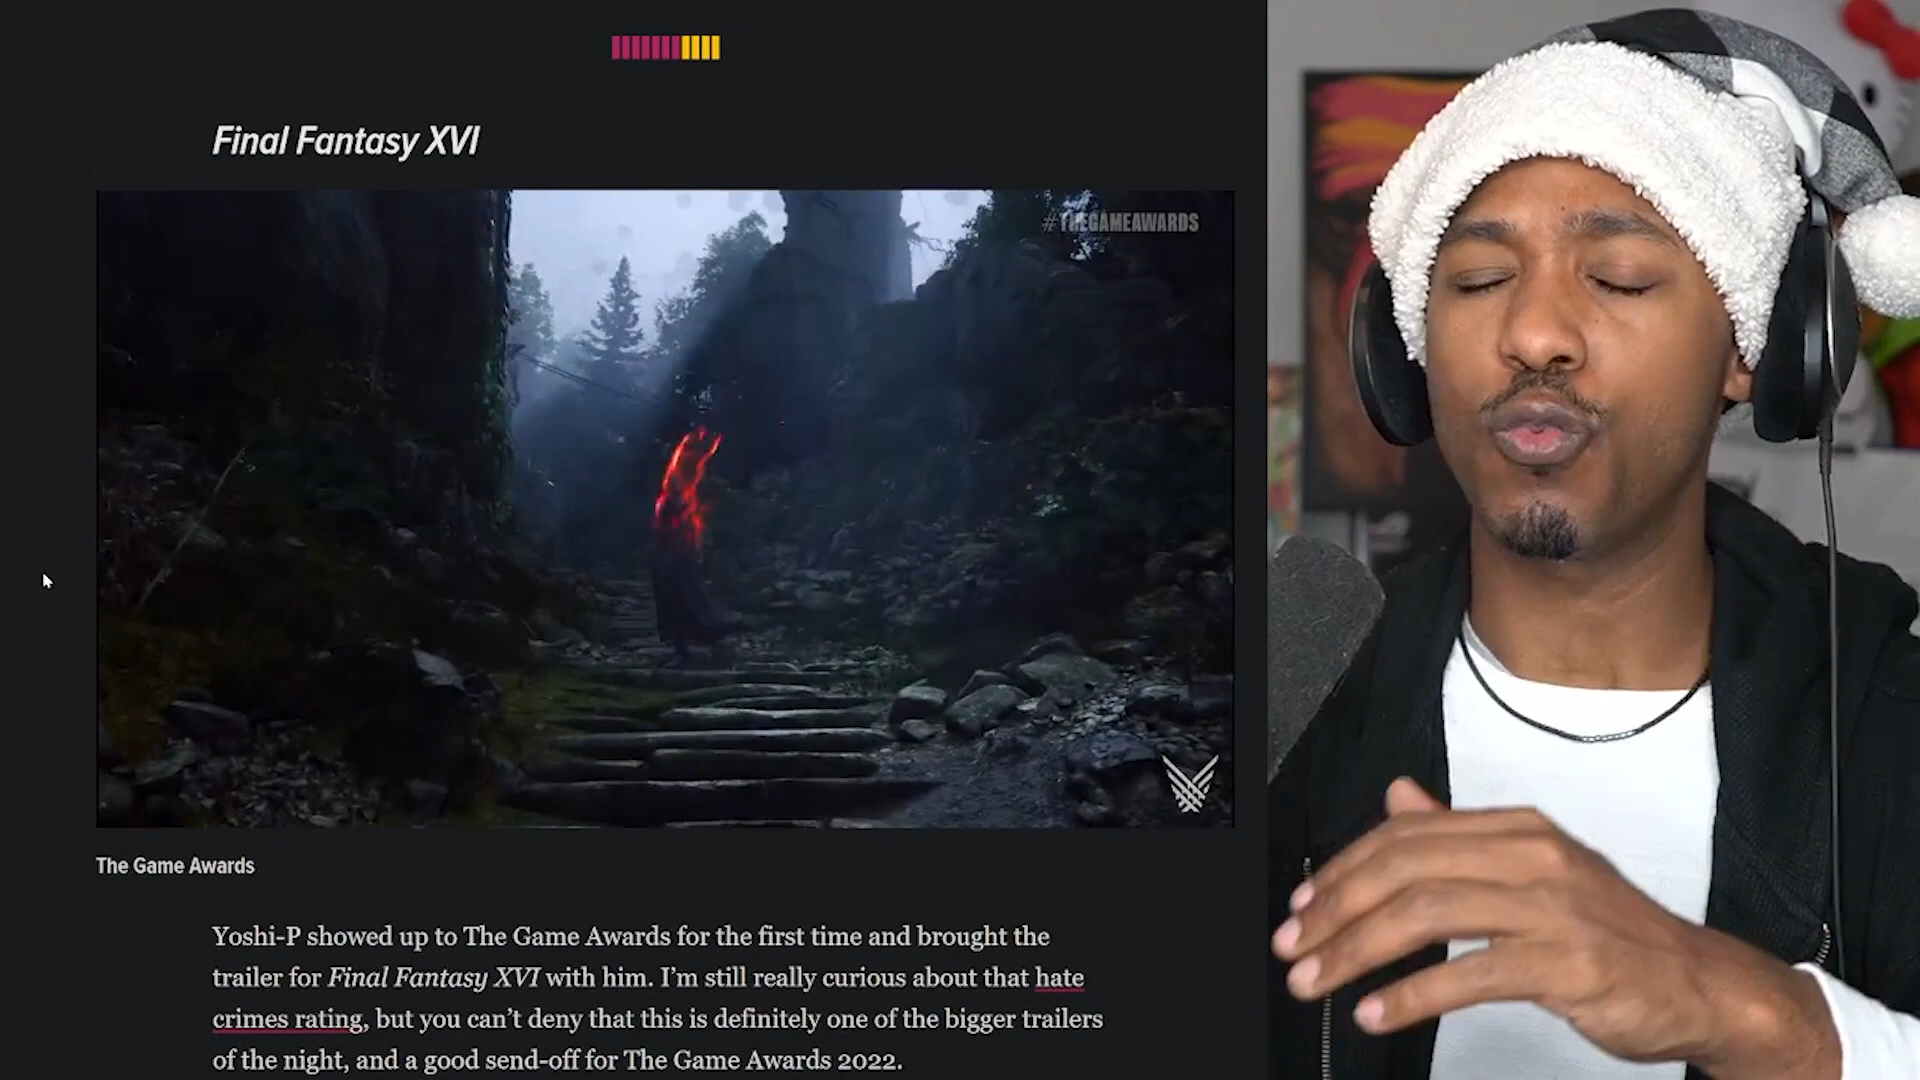 Final Fantasy XVI
#THEGAMEAWARDS
The Game Awards
Yoshi-P showed up to The Game Awards for the first time and brought the
trailer for Final Fantasy XVI with him. I’m still really curious about that hate
crimes rating, but you can’t deny that this is definitely one of the bigger trailers
of the night, and a good send-off for The Game Awards 2022.